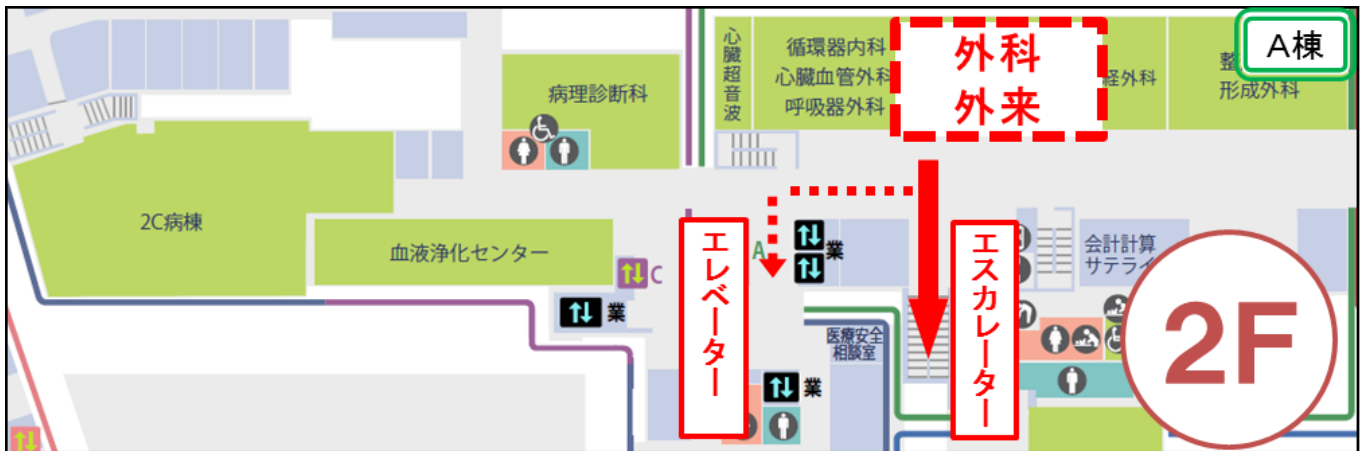 心臓超音波
循環器内科
心臓血管外科
呼吸器外科
外科
外来
経外科
形成外科
A棟
病理診断科
2C病棟
血液浄化センター
C
業
エレベーター
A
業
エスカレーター
会計計算
サテライ
医療安全
相談室
業
2F